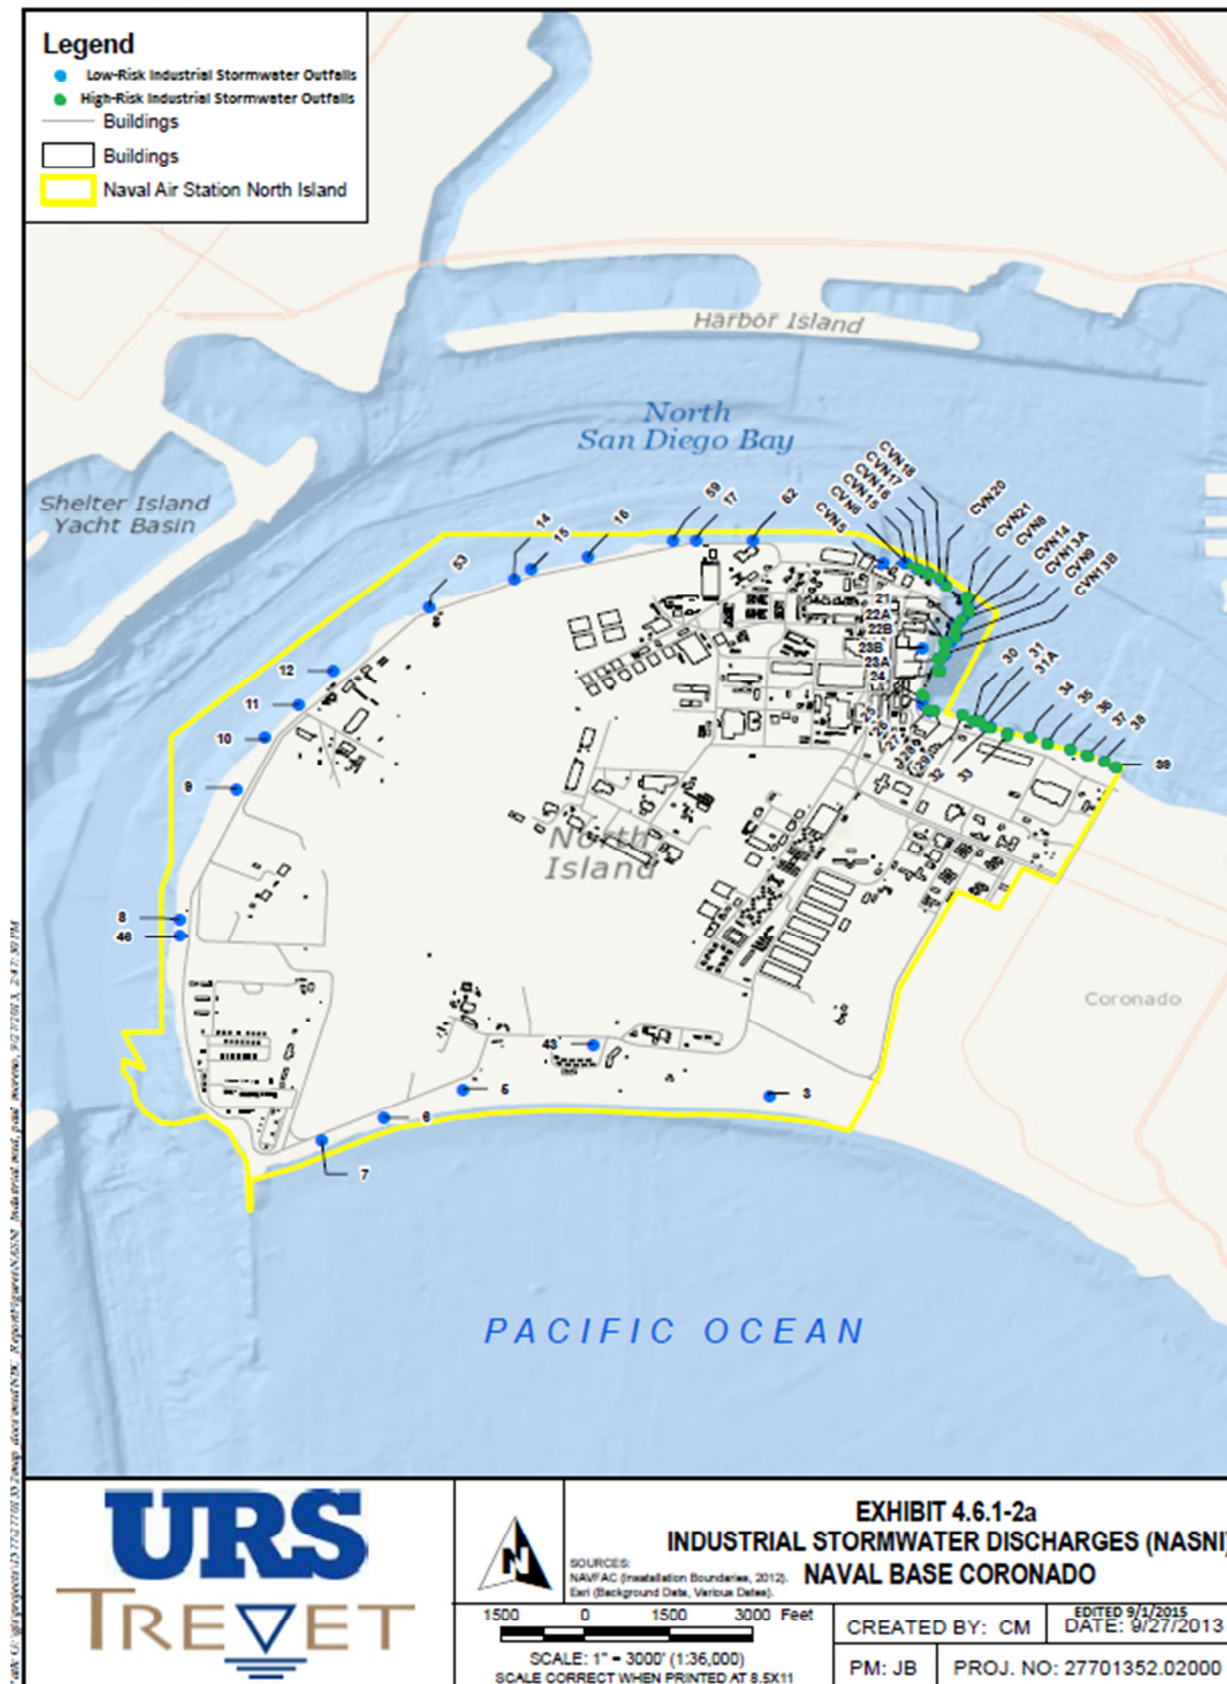 Legend
Low-Risk Industrial Stormwater Outfalls
High-Risk Industrial Stormwater Outfalls
Buildings
Buildings
Naval Air Station North Island
Harbor Island
North
San Diego Bay
Shelter Island
Yacht Basin
CVN18
CVN17
CVN16
CVN15
CVN6
CVN5
CVN20
CVN21
CVN8
CVN14
CVN13A
CVN9
CVN13B
59
17
62
14
15
16
53
12
11
10
9
8
46
21
22A
22B
23B
23A
24
25
26
27
28
29
32
33
30
31
31A
34
35
36
37
38
39
North
Island
Coronado
43
5
3
6
7
PACIFIC OCEAN
URS
TREVET
N
SOURCES:
NAVFAC (Installation Boundaries, 2012).
Esri (Background Data, Various Dates).
EXHIBIT 4.6.1-2a
INDUSTRIAL STORMWATER DISCHARGES (NASNI)
NAVAL BASE CORONADO
1500 0 1500 3000 Feet
SCALE: 1" = 3000' (1:36,000)
SCALE CORRECT WHEN PRINTED AT 8.5X11
CREATED BY: CM
EDITED 9/1/2015
DATE: 9/27/2013
PM: JB
PROJ. NO: 27701352.02000